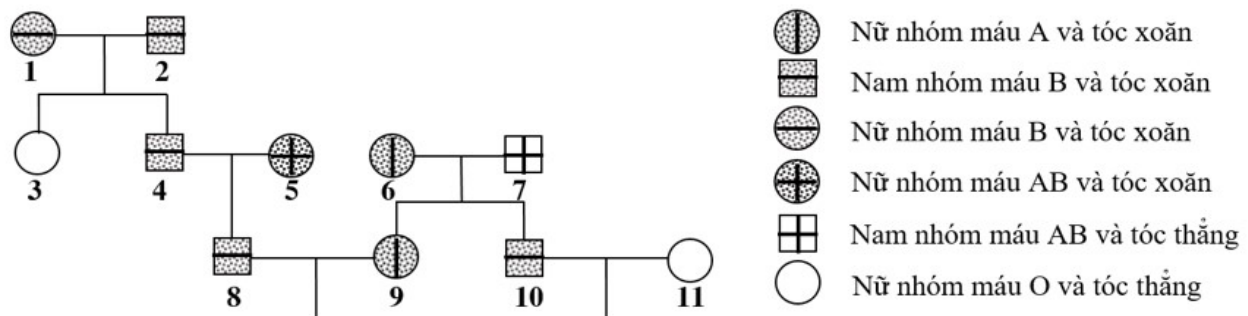 1 2
3 4 5 6 7
8 9 10 11
Nữ nhóm máu A và tóc xoăn
Nam nhóm máu B và tóc xoăn
Nữ nhóm máu B và tóc xoăn
Nữ nhóm máu AB và tóc xoăn
Nam nhóm máu AB và tóc thẳng
Nữ nhóm máu O và tóc thẳng